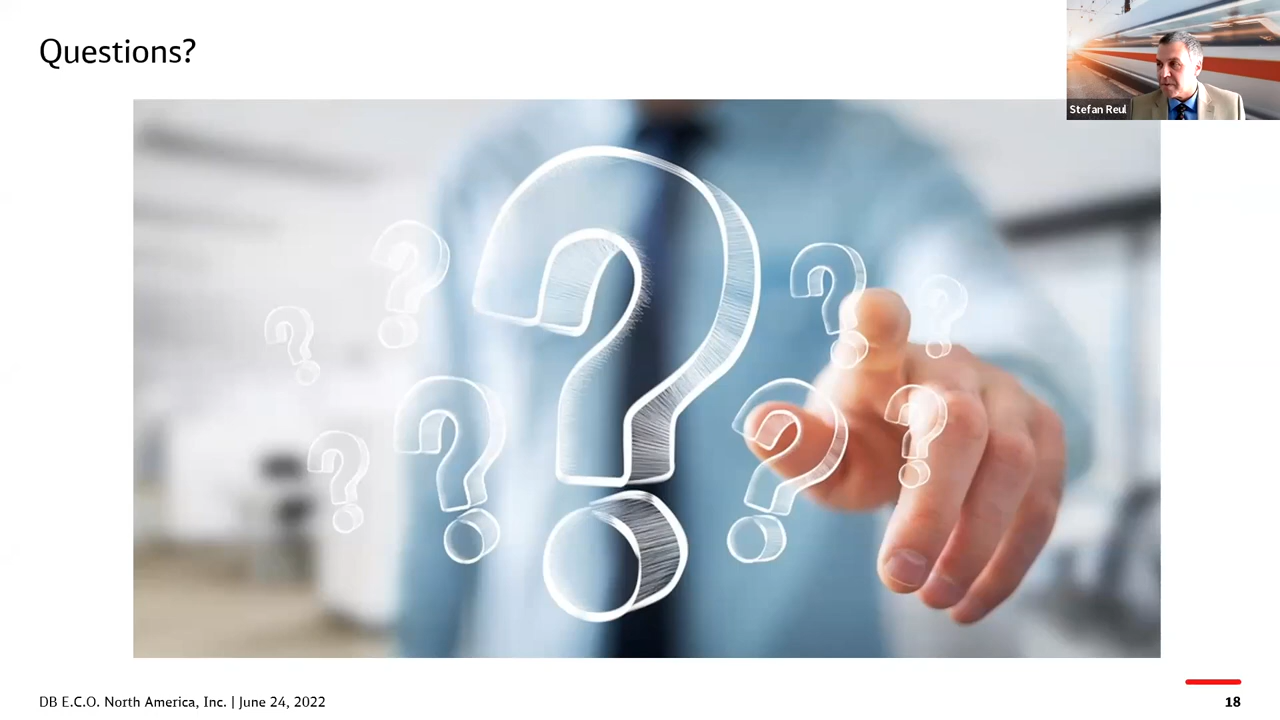 Questions?
Stefan Reul
DB E.C.O. North America, Inc. | June 24, 2022
18